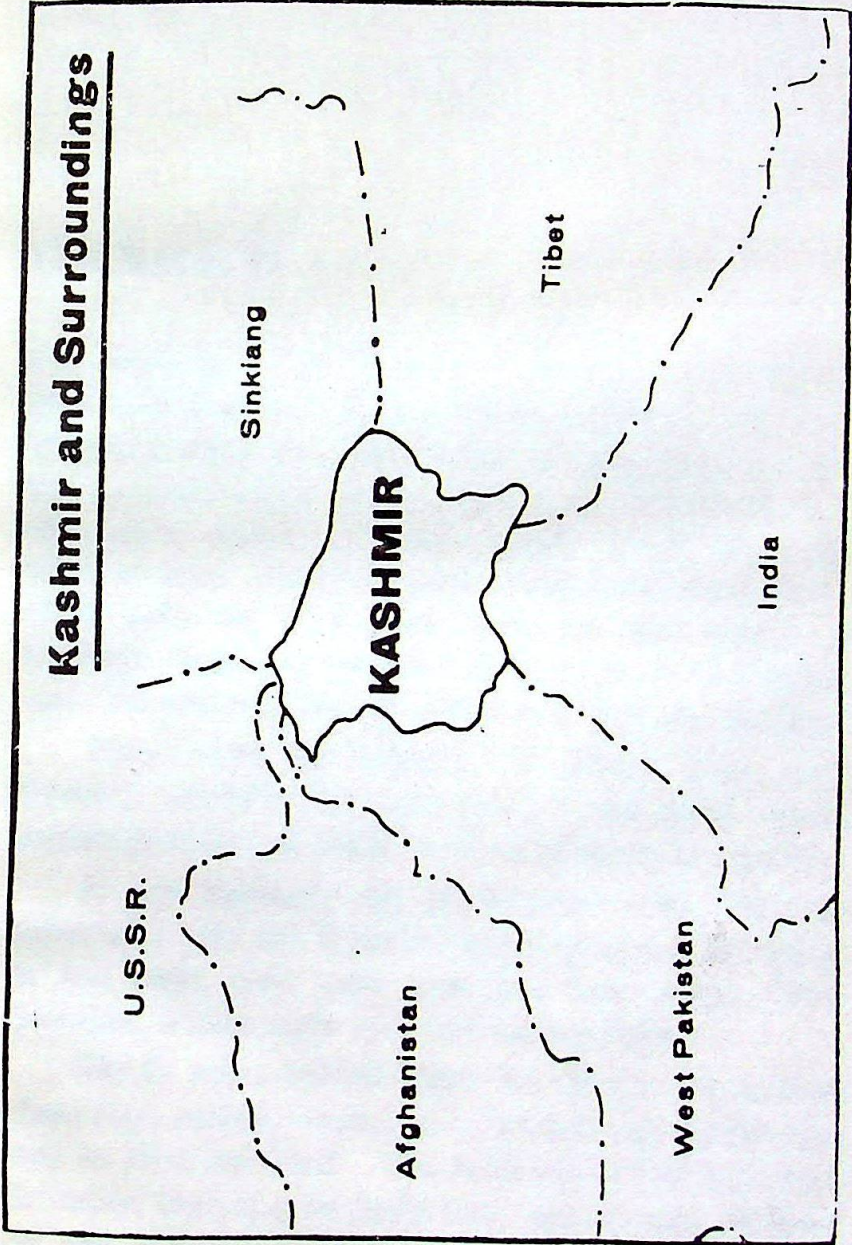 Kashmir and Surroundings
Sinkiang
U.S.S.R.
Tibet
KASHMIR
Afghanistan
India
West Pakistan